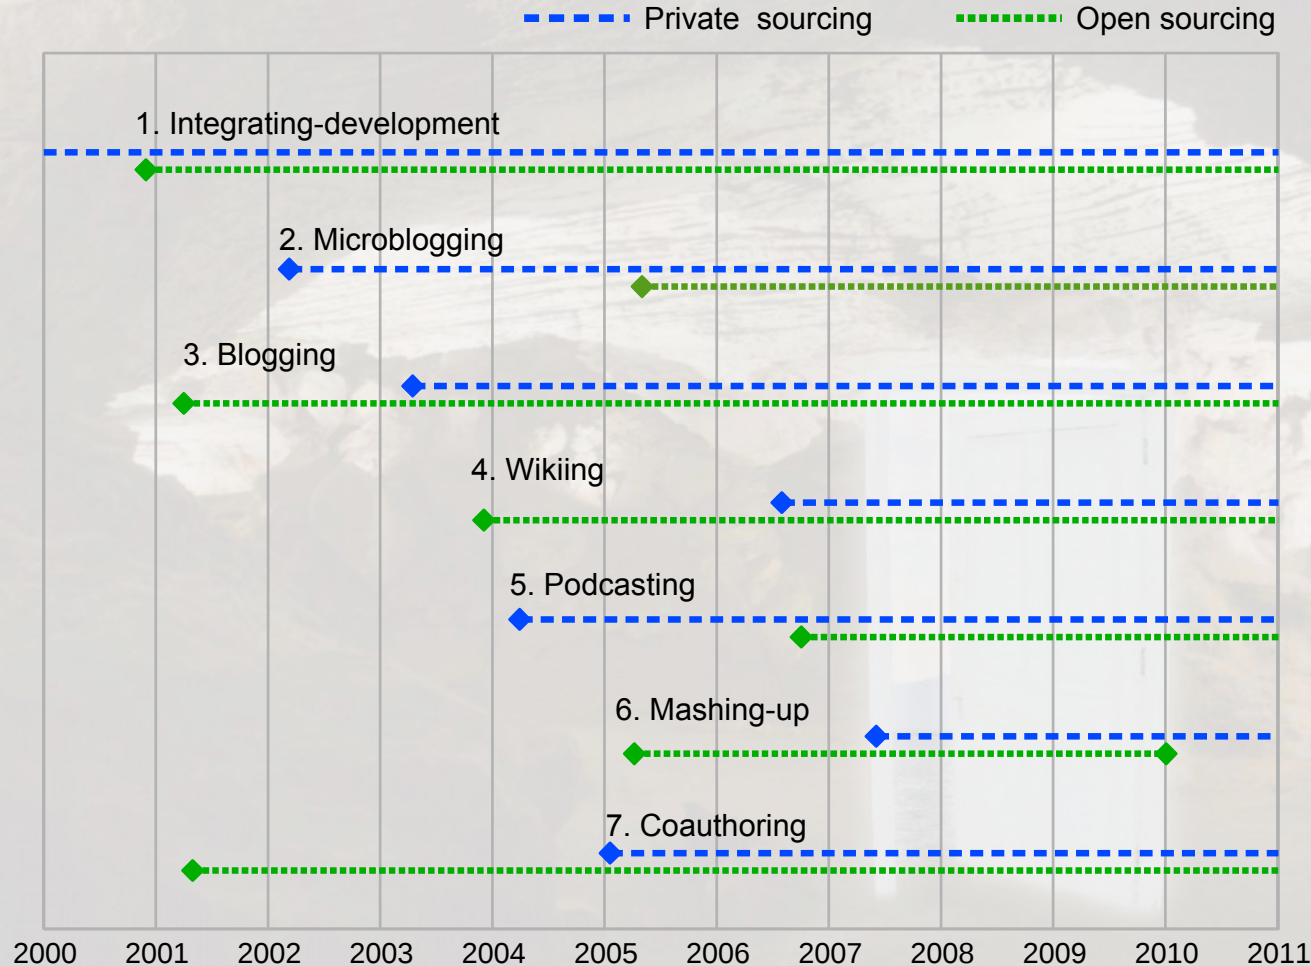 Private sourcing Open sourcing
1. Integrating-development
2. Microblogging
3. Blogging
4. Wikiing
5. Podcasting
6. Mashing-up
7. Coauthoring
2000 2001 2002 2003 2004 2005 2006 2007 2008 2009 2010 2011